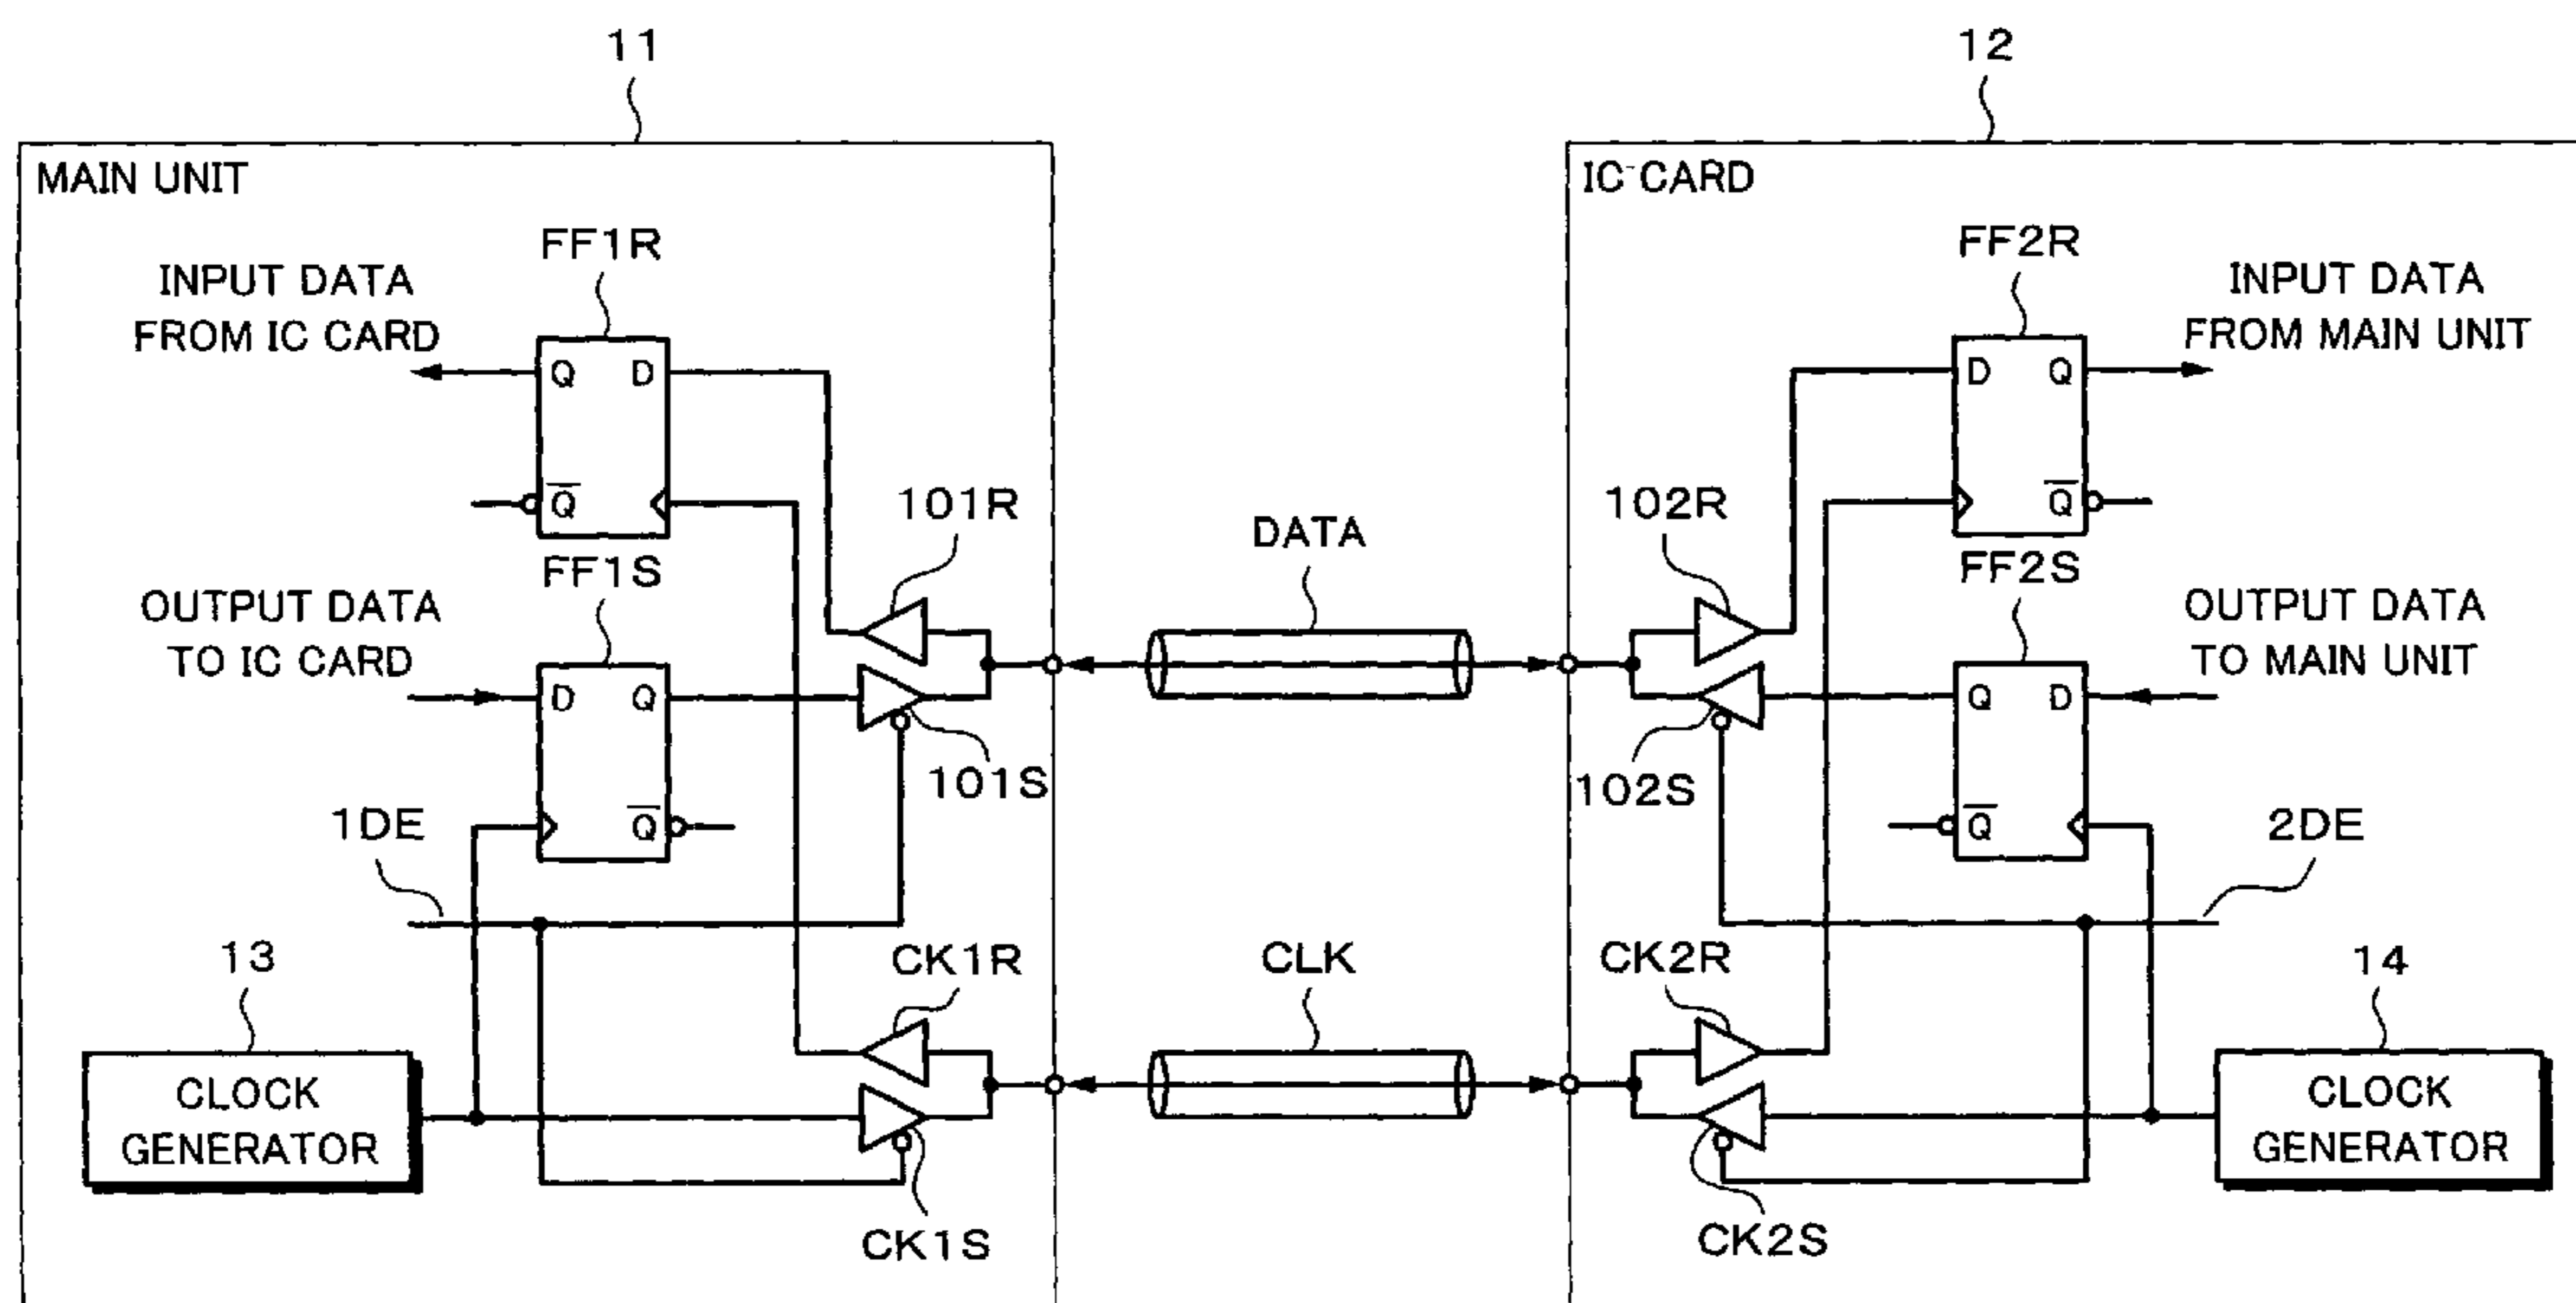 11
12
MAIN UNIT
IC CARD
FF1R
FF2R
INPUT DATA
FROM IC CARD
INPUT DATA
FROM MAIN UNIT
Q D
D Q
Q̅
Q̅
101R
102R
DATA
FF1S
FF2S
OUTPUT DATA
TO IC CARD
OUTPUT DATA
TO MAIN UNIT
D Q
Q D
101S
102S
1DE
Q̅
Q̅
2DE
13
CK1R
CLK
CK2R
14
CLOCK
GENERATOR
CLOCK
GENERATOR
CK1S
CK2S